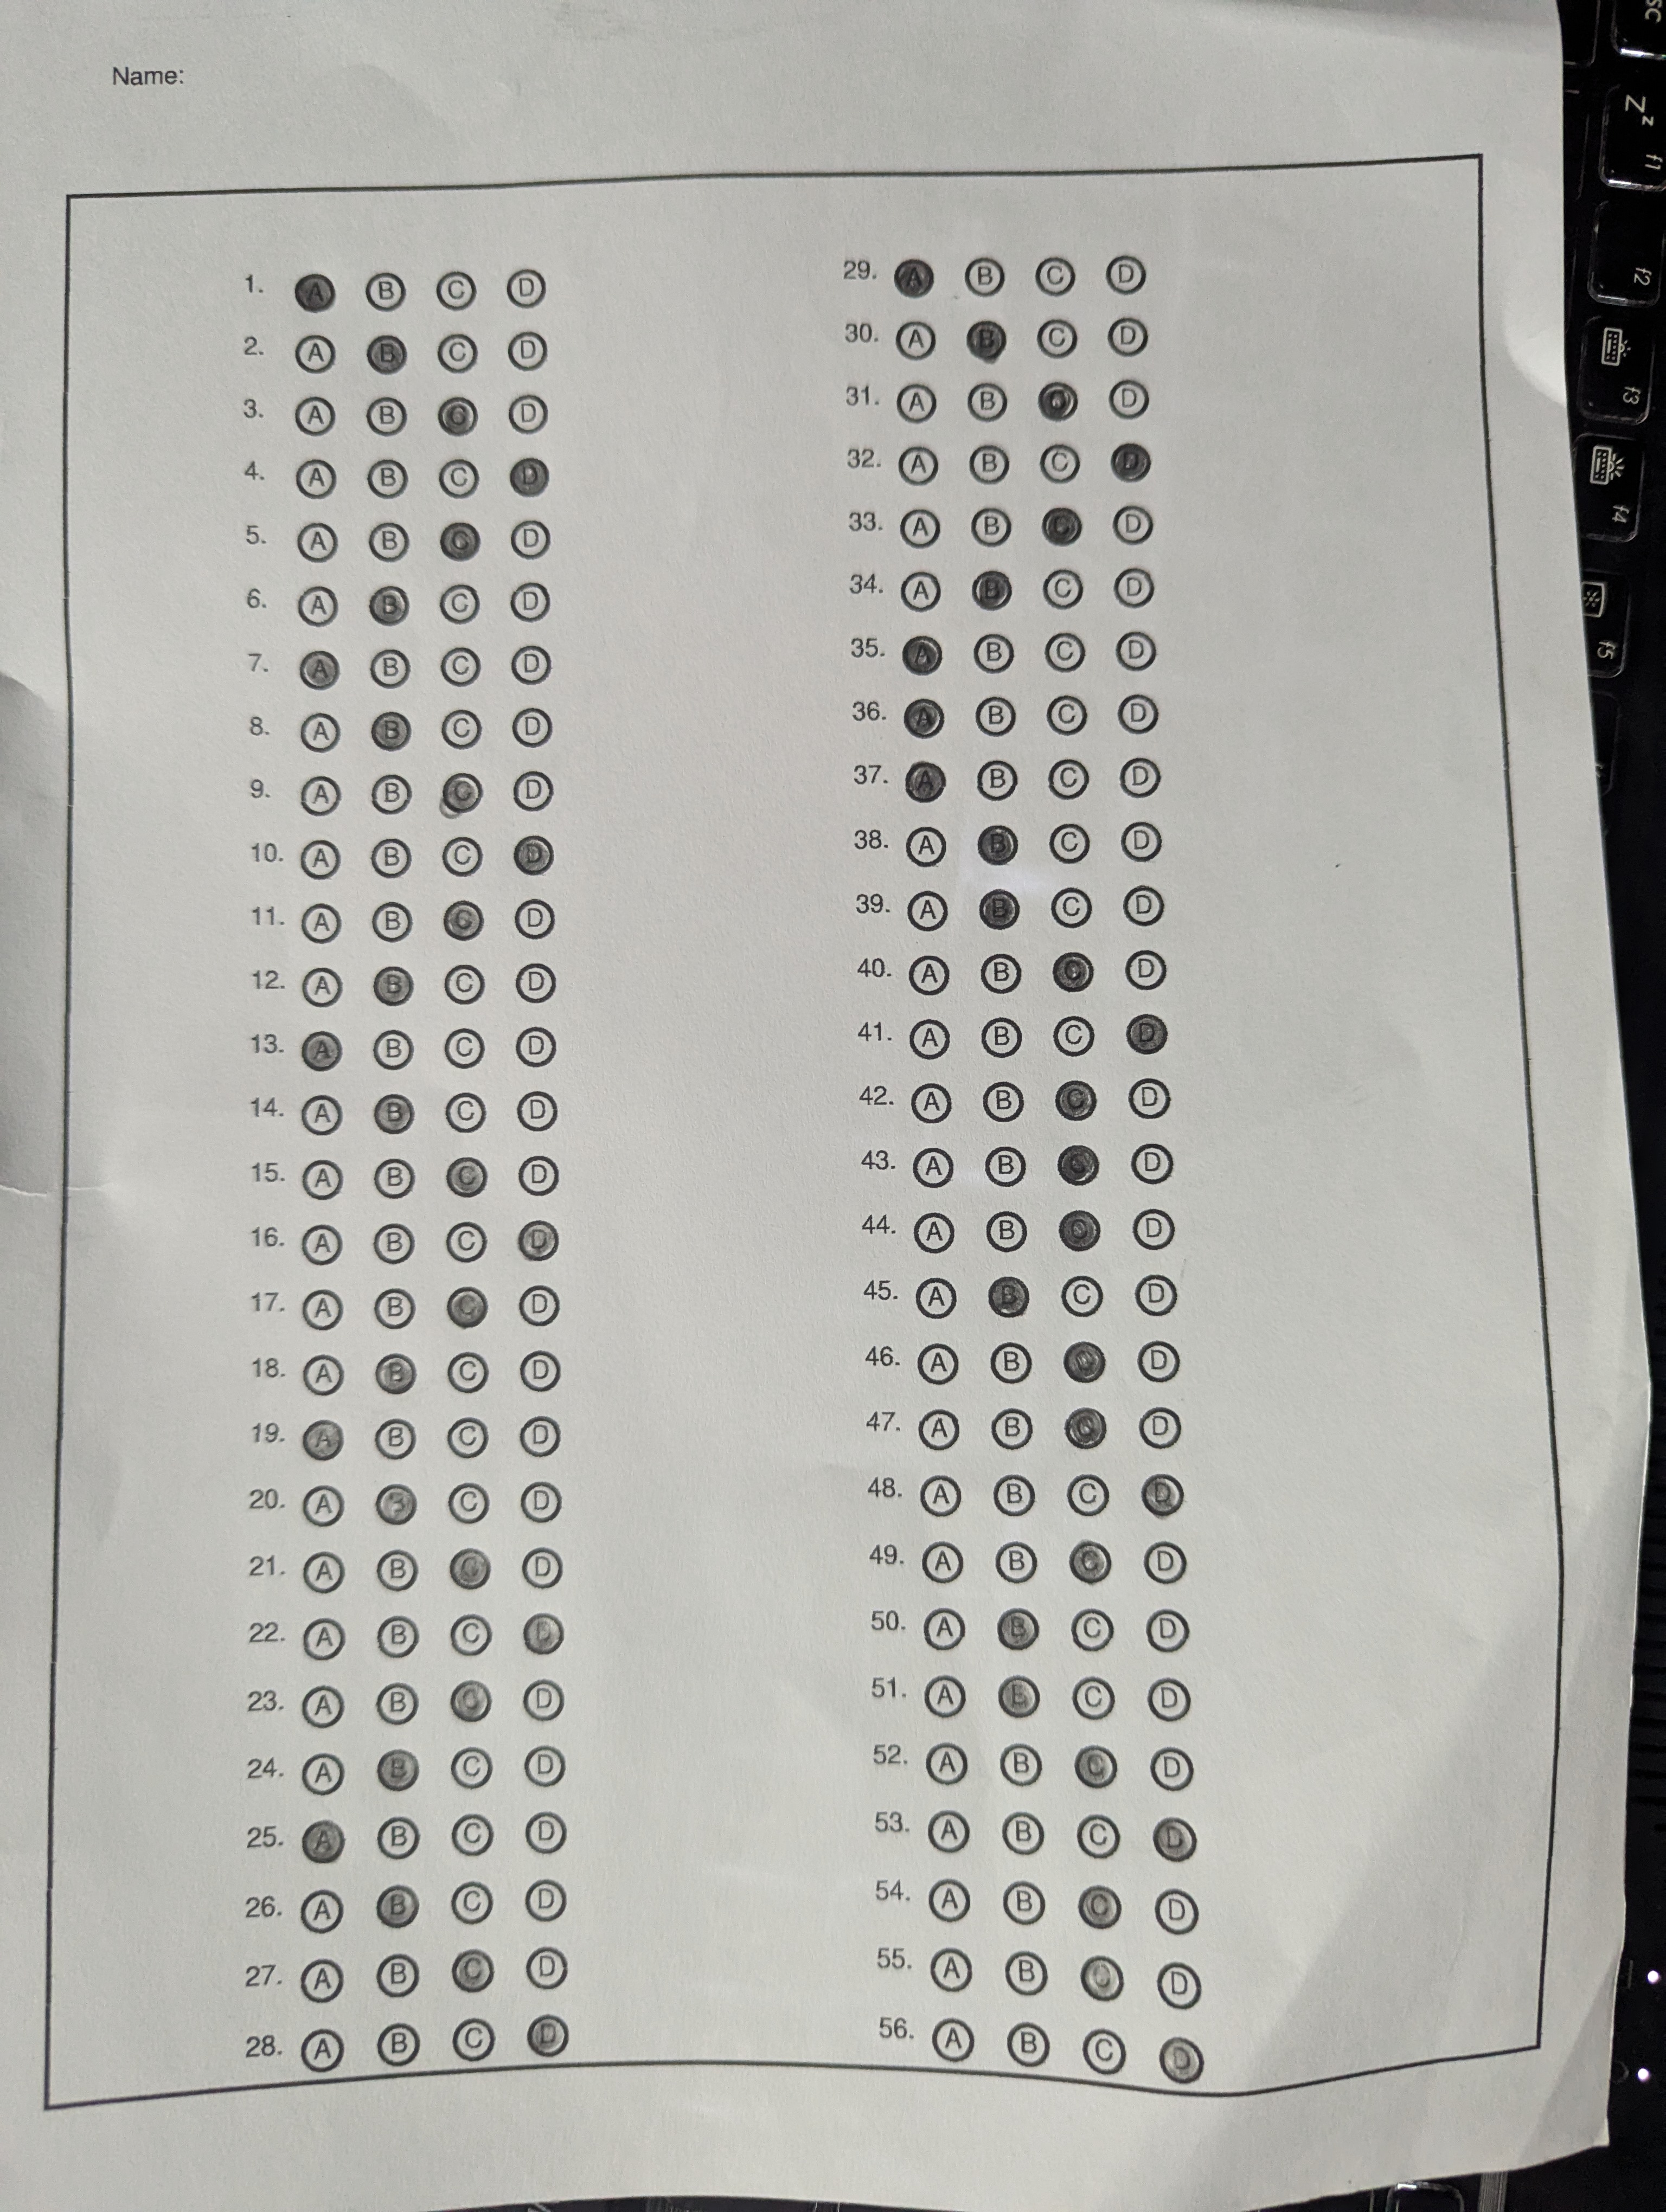 Name:
1. A B C D
2. A B C D
3. A B C D
4. A B C D
5. A B C D
6. A B C D
7. A B C D
8. A B C D
9. A B C D
10. A B C D
11. A B C D
12. A B C D
13. A B C D
14. A B C D
15. A B C D
16. A B C D
17. A B C D
18. A B C D
19. A B C D
20. A B C D
21. A B C D
22. A B C D
23. A B C D
24. A B C D
25. A B C D
26. A B C D
27. A B C D
28. A B C D
29. A B C D
30. A B C D
31. A B C D
32. A B C D
33. A B C D
34. A B C D
35. A B C D
36. A B C D
37. A B C D
38. A B C D
39. A B C D
40. A B C D
41. A B C D
42. A B C D
43. A B C D
44. A B C D
45. A B C D
46. A B C D
47. A B C D
48. A B C D
49. A B C D
50. A B C D
51. A B C D
52. A B C D
53. A B C D
54. A B C D
55. A B C D
56. A B C D
sc
Zz f1
f2
f3
f4
f5